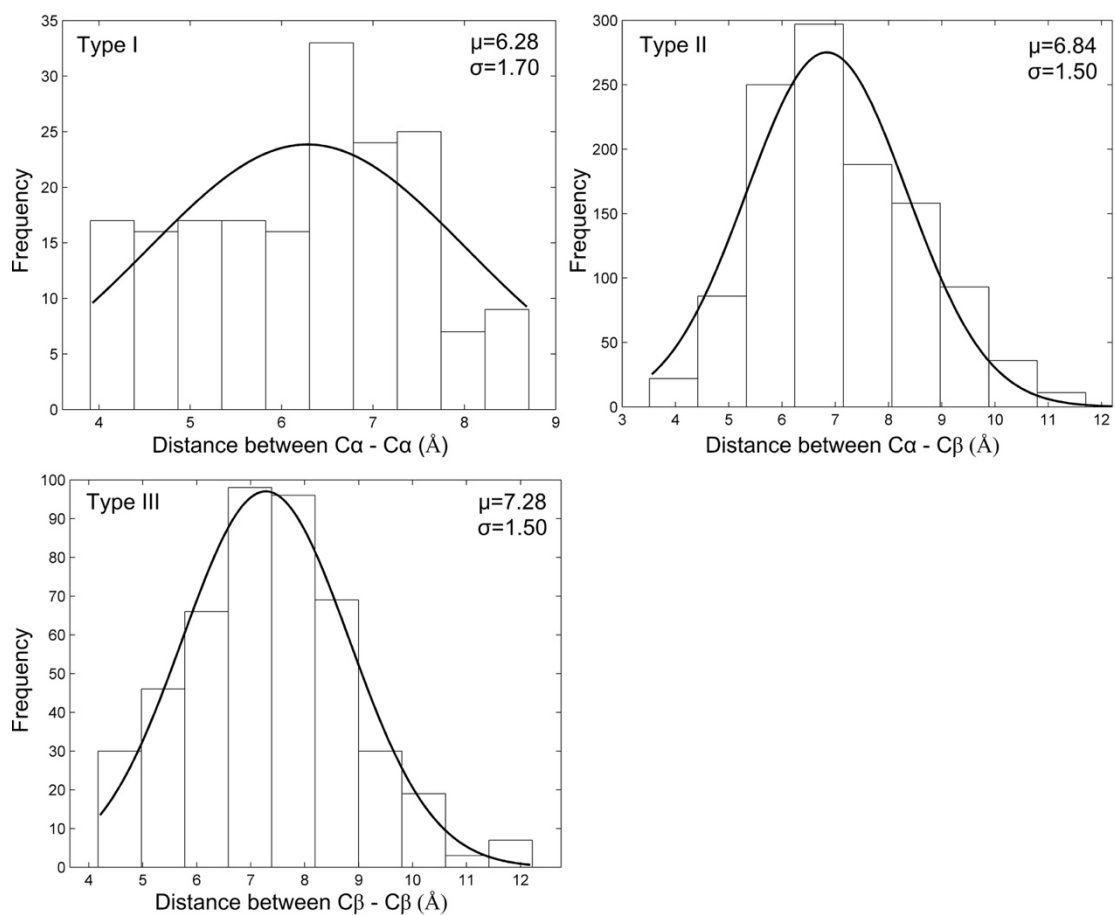 Type I
μ=6.28
σ=1.70
35
30
25
20
15
10
5
0
Frequency
4 5 6 7 8 9
Distance between Cα - Cα (Å)
Type II
μ=6.84
σ=1.50
300
250
200
150
100
50
0
Frequency
3 4 5 6 7 8 9 10 11 12
Distance between Cα - Cβ (Å)
Type III
μ=7.28
σ=1.50
100
90
80
70
60
50
40
30
20
10
0
Frequency
4 5 6 7 8 9 10 11 12
Distance between Cβ - Cβ (Å)